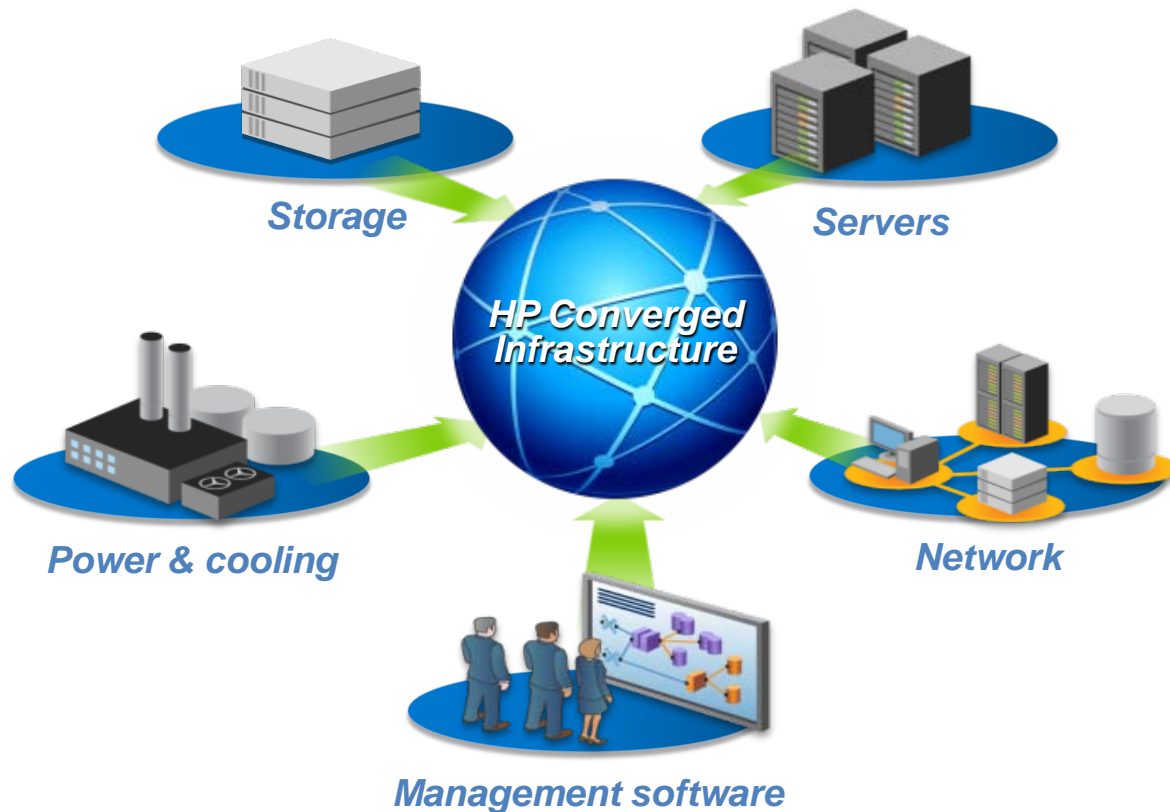 Storage
Servers
HP Converged
Infrastructure
Power & cooling
Network
Management software